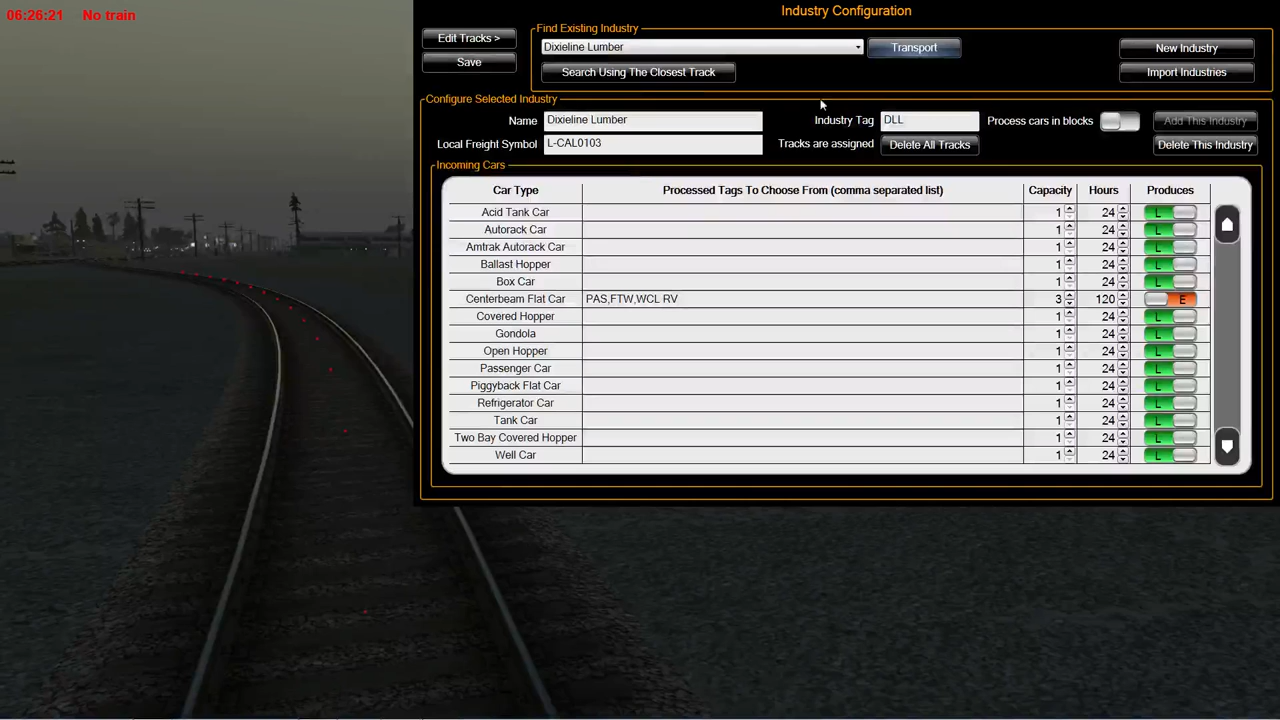 06:26:21 No train
Industry Configuration
Edit Tracks >
Save
Find Existing Industry
Dixieline Lumber
Transport
Search Using The Closest Track
New Industry
Import Industries
Configure Selected Industry
Name
Dixieline Lumber
Industry Tag
DLL
Process cars in blocks
Add This Industry
Local Freight Symbol
L-CAL0103
Tracks are assigned
Delete All Tracks
Delete This Industry
Incoming Cars
Car Type Processed Tags To Choose From (comma separated list) Capacity Hours Produces
Acid Tank Car 1 24 L
Autorack Car 1 24 L
Amtrak Autorack Car 1 24 L
Ballast Hopper 1 24 L
Box Car 1 24 L
Centerbeam Flat Car PAS,FTW,WCL RV 3 120 E
Covered Hopper 1 24 L
Gondola 1 24 L
Open Hopper 1 24 L
Passenger Car 1 24 L
Piggyback Flat Car 1 24 L
Refrigerator Car 1 24 L
Tank Car 1 24 L
Two Bay Covered Hopper 1 24 L
Well Car 1 24 L